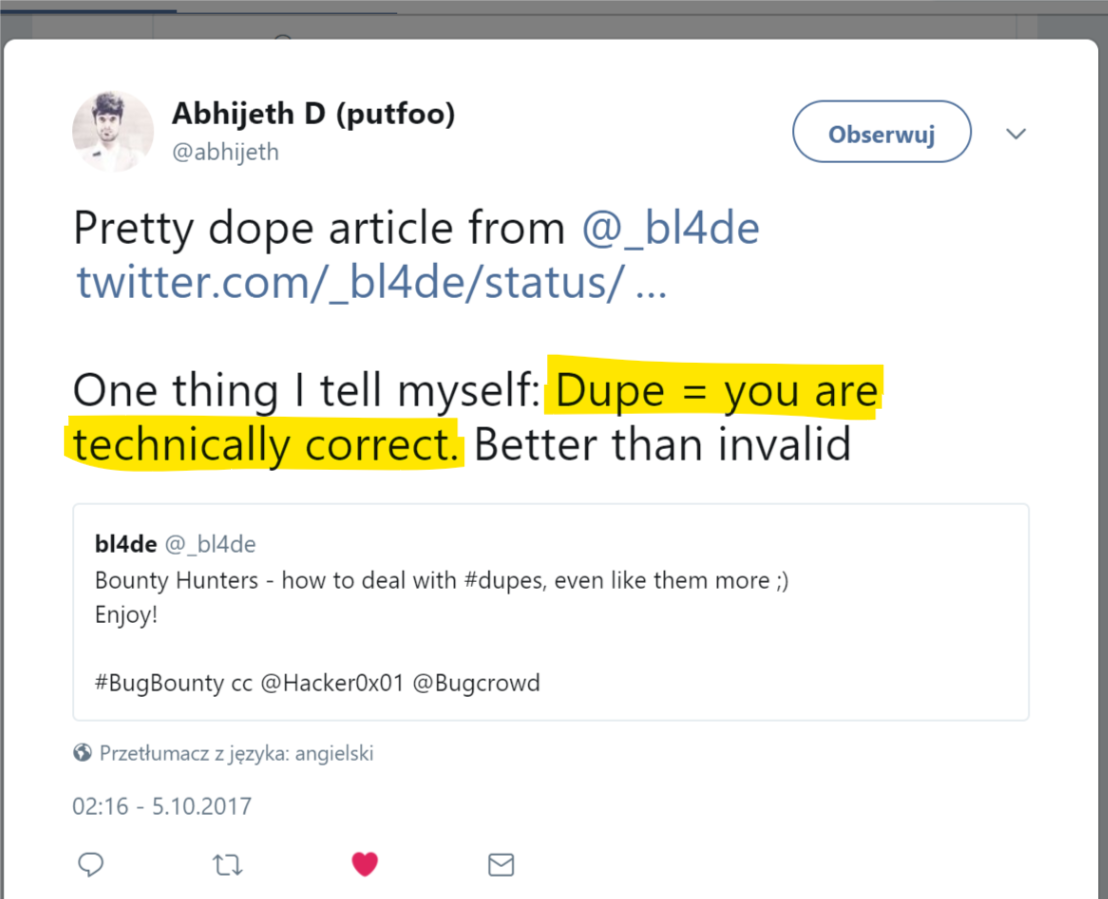 Abhijeth D (putfoo)
@abhijeth
Obserwuj
Pretty dope article from @_bl4de
twitter.com/_bl4de/status/ ...
One thing I tell myself: Dupe = you are
technically correct. Better than invalid
bl4de @_bl4de
Bounty Hunters - how to deal with #dupes, even like them more ;)
Enjoy!
#BugBounty cc @Hacker0x01 @Bugcrowd
Przetłumacz z języka: angielski
02:16 - 5.10.2017